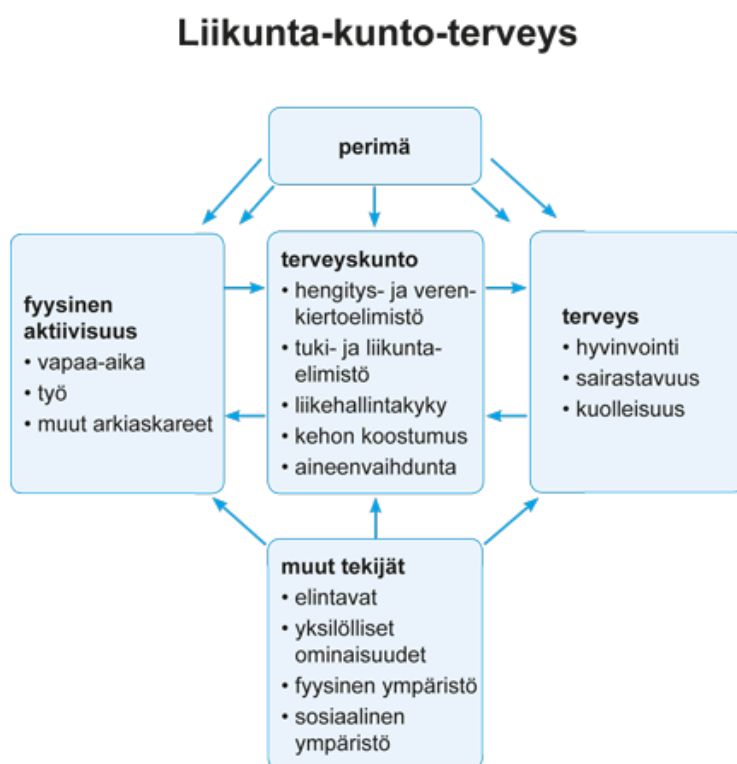 Liikunta-kunto-terveys
perimä
fyysinen
aktiivisuus
• vapaa-aika
• työ
• muut arkiaskareet
terveyskunto
• hengitys- ja veren-
kiertoelimistö
• tuki- ja liikunta-
elimistö
• liikehallintakyky
• kehon koostumus
• aineenvaihdunta
terveys
• hyvinvointi
• sairastavuus
• kuolleisuus
muut tekijät
• elintavat
• yksilölliset
ominaisuudet
• fyysinen ympäristö
• sosiaalinen
ympäristö